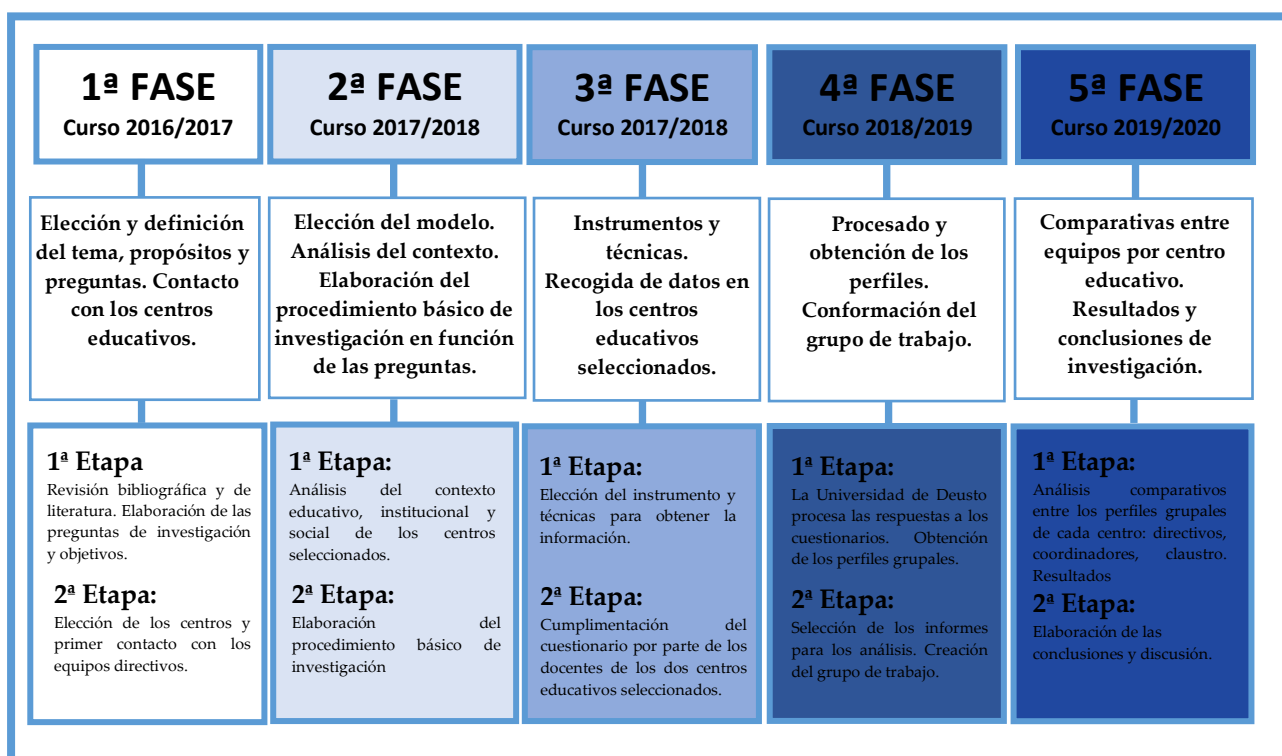 1ª FASE
Curso 2016/2017
2ª FASE
Curso 2017/2018
3ª FASE
Curso 2017/2018
4ª FASE
Curso 2018/2019
5ª FASE
Curso 2019/2020
Elección y definición
del tema, propósitos y
preguntas. Contacto
con los centros
educativos.
Elección del modelo.
Análisis del contexto.
Elaboración del
procedimiento básico de
investigación en función
de las preguntas.
Instrumentos y
técnicas.
Recogida de datos en
los centros
educativos
seleccionados.
Procesado y
obtención de los
perfiles.
Conformación del
grupo de trabajo.
Comparativas entre
equipos por centro
educativo.
Resultados y
conclusiones de
investigación.
1ª Etapa
Revisión bibliográfica y de
literatura. Elaboración de las
preguntas de investigación
y objetivos.
2ª Etapa:
Elección de los centros y
primer contacto con los
equipos directivos.
1ª Etapa:
Análisis del contexto
educativo, institucional y
social de los centros
seleccionados.
2ª Etapa:
Elaboración del
procedimiento básico de
investigación
1ª Etapa:
Elección del instrumento y
técnicas para obtener la
información.
2ª Etapa:
Cumplimentación del
cuestionario por parte de los
docentes de los dos centros
educativos seleccionados.
1ª Etapa:
La Universidad de Deusto
procesa las respuestas a los
cuestionarios. Obtención
de los perfiles grupales.
2ª Etapa:
Selección de los informes
para los análisis. Creación
del grupo de trabajo.
1ª Etapa:
Análisis comparativos
entre los perfiles grupales
de cada centro: directivos,
coordinadores, claustro.
Resultados
2ª Etapa:
Elaboración de las
conclusiones y discusión.